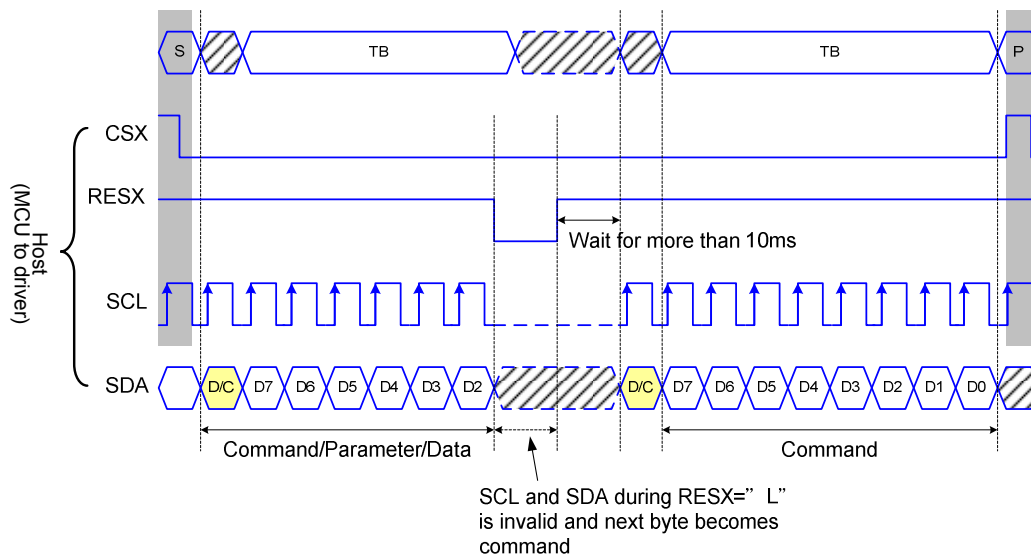 S TB TB P
CSX
RESX
Host
(MCU to driver)
Wait for more than 10ms
SCL
SDA D/C D7 D6 D5 D4 D3 D2 D/C D7 D6 D5 D4 D3 D2 D1 D0
Command/Parameter/Data Command
SCL and SDA during RESX=” L”
is invalid and next byte becomes
command